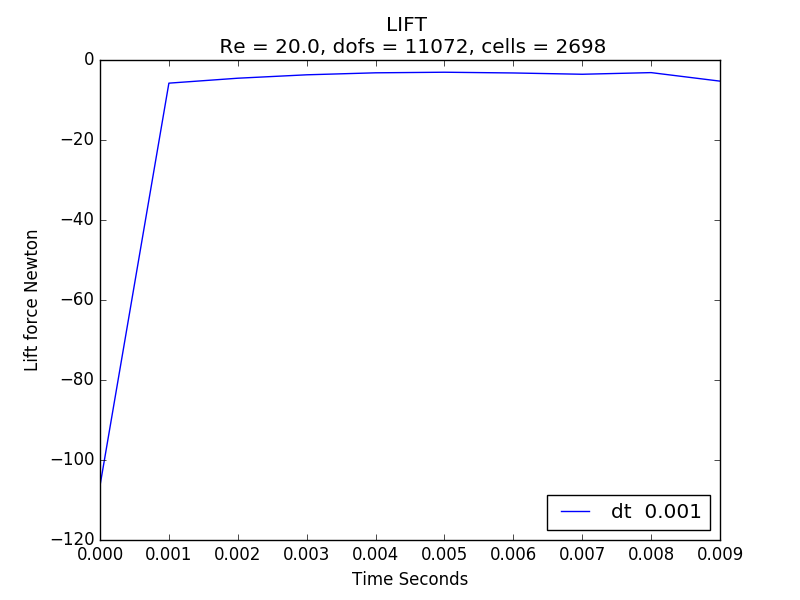 LIFT
Re = 20.0, dofs = 11072, cells = 2698
0
−20
−40
−60
−80
−100
−120
Lift force Newton
dt  0.001
0.000 0.001 0.002 0.003 0.004 0.005 0.006 0.007 0.008 0.009
Time Seconds